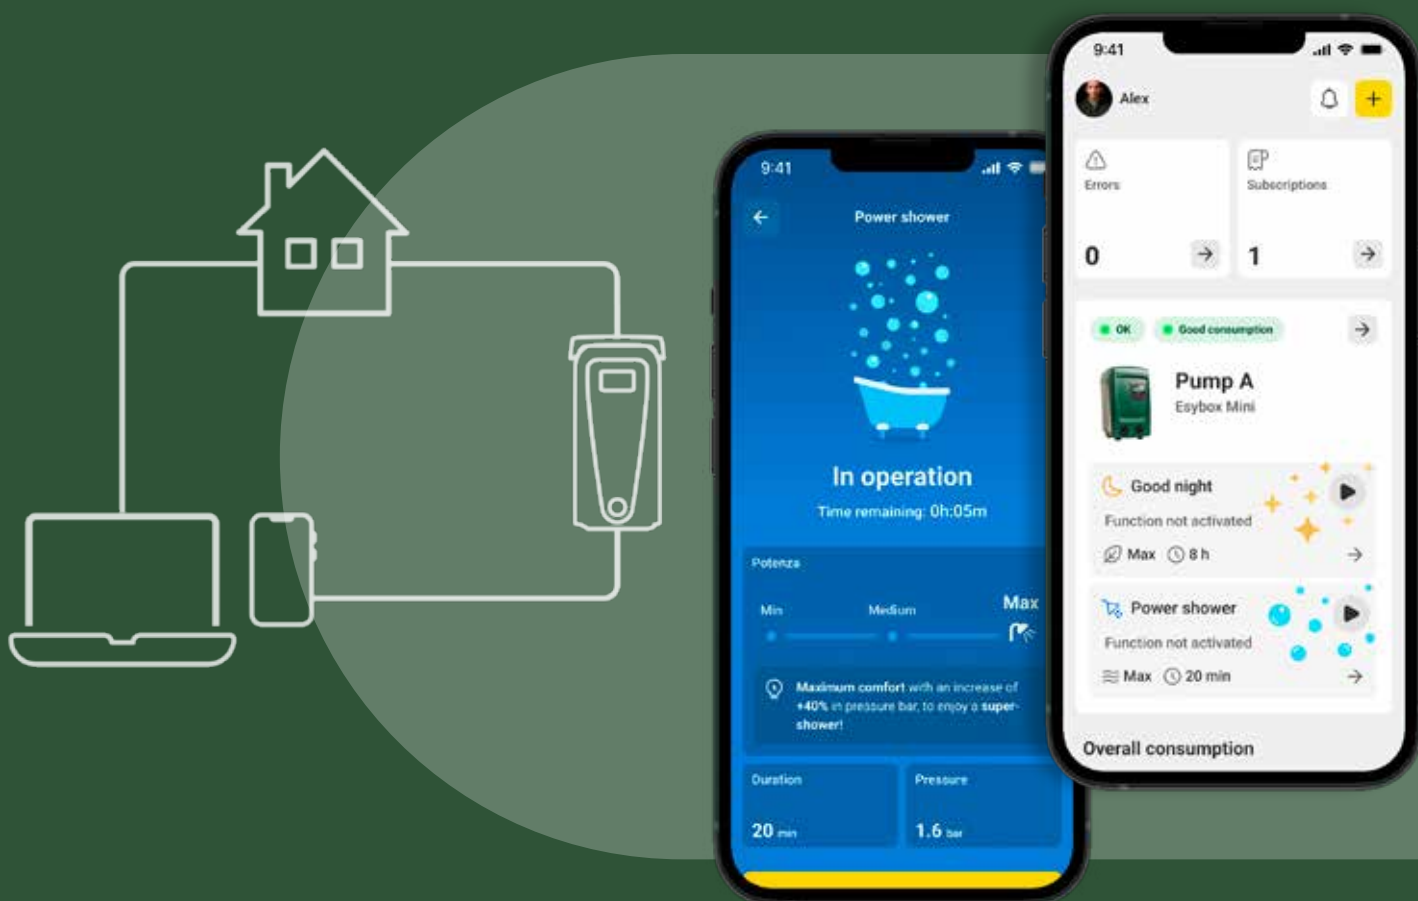 9:41
Power shower
In operation
Time remaining: 0h:05m
Potenza
Min
Medium
Max
Maximum comfort with an increase of
+40% in pressure bar, to enjoy a super-
shower!
Duration
Pressure
20 min
1.6 bar
9:41
Alex
Errors
Subscriptions
0
1
OK
Good consumption
Pump A
Esybox Mini
Good night
Function not activated
Max
8 h
Power shower
Function not activated
Max
20 min
Overall consumption